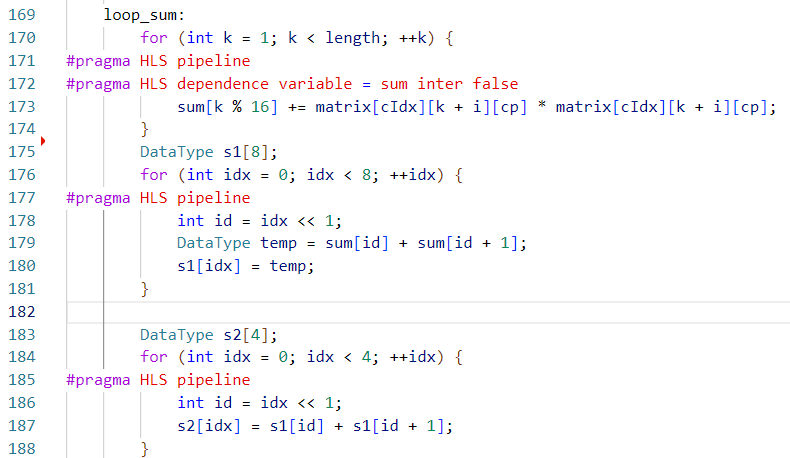 169 loop_sum:
170 for (int k = 1; k < length; ++k) {
171 #pragma HLS pipeline
172 #pragma HLS dependence variable = sum inter false
173 sum[k % 16] += matrix[cIdx][k + i][cp] * matrix[cIdx][k + i][cp];
174 }
175 DataType s1[8];
176 for (int idx = 0; idx < 8; ++idx) {
177 #pragma HLS pipeline
178 int id = idx << 1;
179 DataType temp = sum[id] + sum[id + 1];
180 s1[idx] = temp;
181 }
182
183 DataType s2[4];
184 for (int idx = 0; idx < 4; ++idx) {
185 #pragma HLS pipeline
186 int id = idx << 1;
187 s2[idx] = s1[id] + s1[id + 1];
188 }